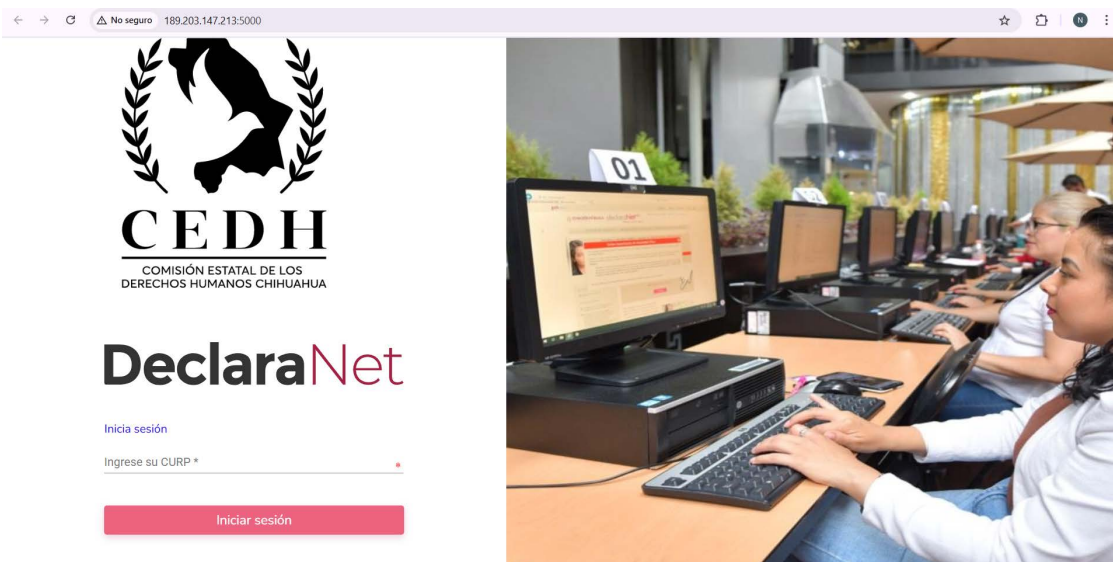 No seguro
189.203.147.213:5000
N
CEDH
COMISIÓN ESTATAL DE LOS
DERECHOS HUMANOS CHIHUAHUA
DeclaraNet
Inicia sesión
Ingrese su CURP *
Iniciar sesión
01